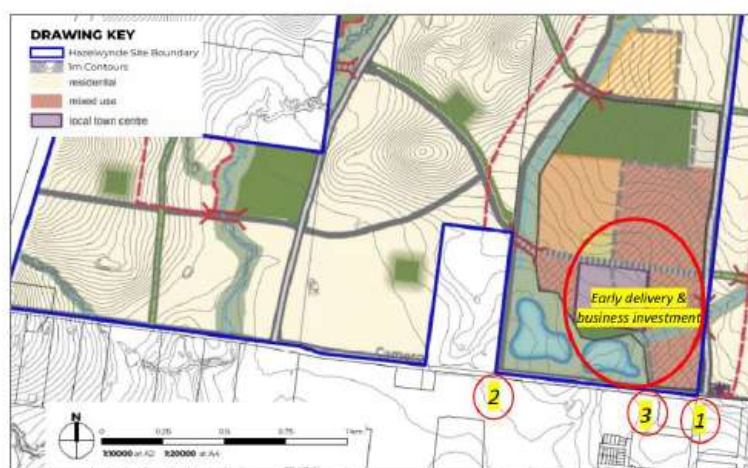 DRAWING KEY
Hazelwynde Site Boundary
1m Contours
residential
mixed use
local town centre
Early delivery &
business investment
2
3
1
N
0
0.25
0.5
0.75
1km
1:10000 at A2 1:20000 at A4